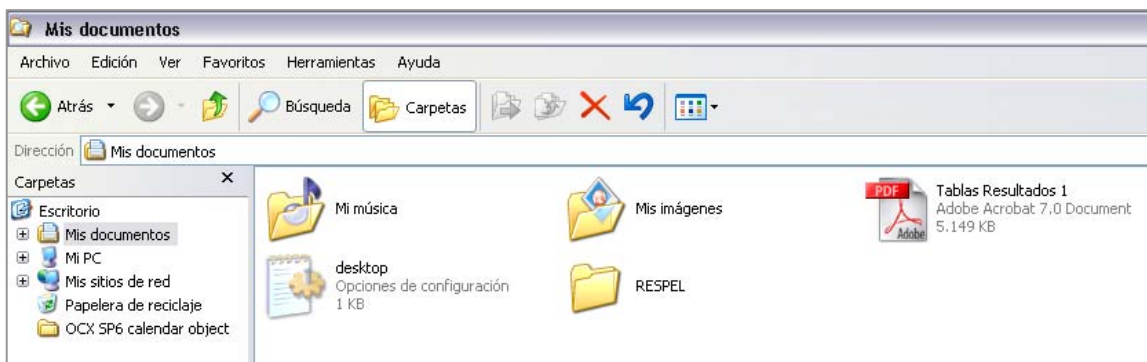 Mis documentos
Archivo Edición Ver Favoritos Herramientas Ayuda
Atrás Búsqueda Carpetas
Dirección Mis documentos
Carpetas
Escritorio
Mis documentos
Mi PC
Mis sitios de red
Papelera de reciclaje
OCX SP6 calendar object
Mi música
Mis imágenes
PDF
Adobe
Tablas Resultados 1
Adobe Acrobat 7.0 Document
5.149 KB
desktop
Opciones de configuración
1 KB
RESPEL